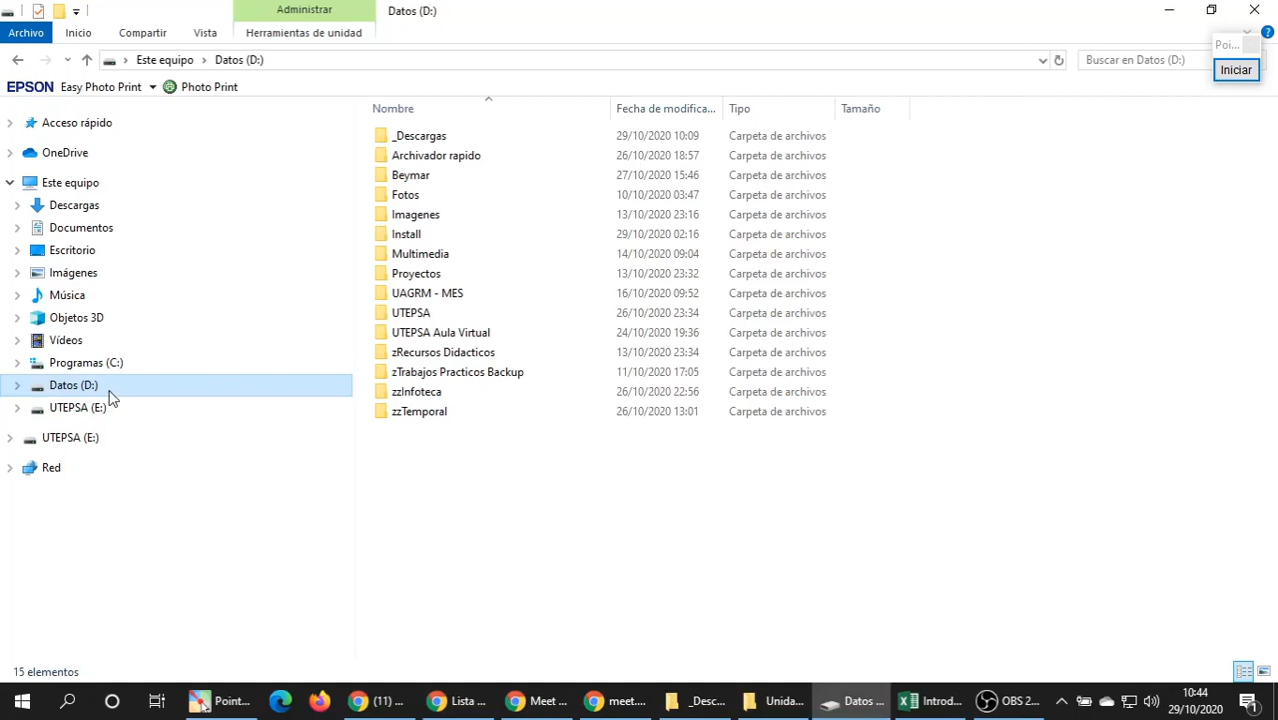 Administrar Datos (D:)
Archivo Inicio Compartir Vista Herramientas de unidad
Poi...
Iniciar
Este equipo Datos (D:) Buscar en Datos (D:)
EPSON Easy Photo Print Photo Print
Acceso rápido
OneDrive
Este equipo
Descargas
Documentos
Escritorio
Imágenes
Música
Objetos 3D
Vídeos
Programas (C:)
Datos (D:)
UTEPSA (E:)
UTEPSA (E:)
Red
Nombre Fecha de modifica... Tipo Tamaño
_Descargas 29/10/2020 10:09 Carpeta de archivos
Archivador rapido 26/10/2020 18:57 Carpeta de archivos
Beymar 27/10/2020 15:46 Carpeta de archivos
Fotos 10/10/2020 03:47 Carpeta de archivos
Imagenes 13/10/2020 23:16 Carpeta de archivos
Install 29/10/2020 02:16 Carpeta de archivos
Multimedia 14/10/2020 09:04 Carpeta de archivos
Proyectos 13/10/2020 23:32 Carpeta de archivos
UAGRM - MES 16/10/2020 09:52 Carpeta de archivos
UTEPSA 26/10/2020 23:34 Carpeta de archivos
UTEPSA Aula Virtual 24/10/2020 19:36 Carpeta de archivos
zRecursos Didacticos 13/10/2020 23:34 Carpeta de archivos
zTrabajos Practicos Backup 11/10/2020 17:05 Carpeta de archivos
zzInfoteca 26/10/2020 22:56 Carpeta de archivos
zzTemporal 26/10/2020 13:01 Carpeta de archivos
15 elementos
Point... (11) ... Lista ... Meet ... meet.... _Desc... Unida... Datos ... Introd... OBS 2... 10:44
29/10/2020 1